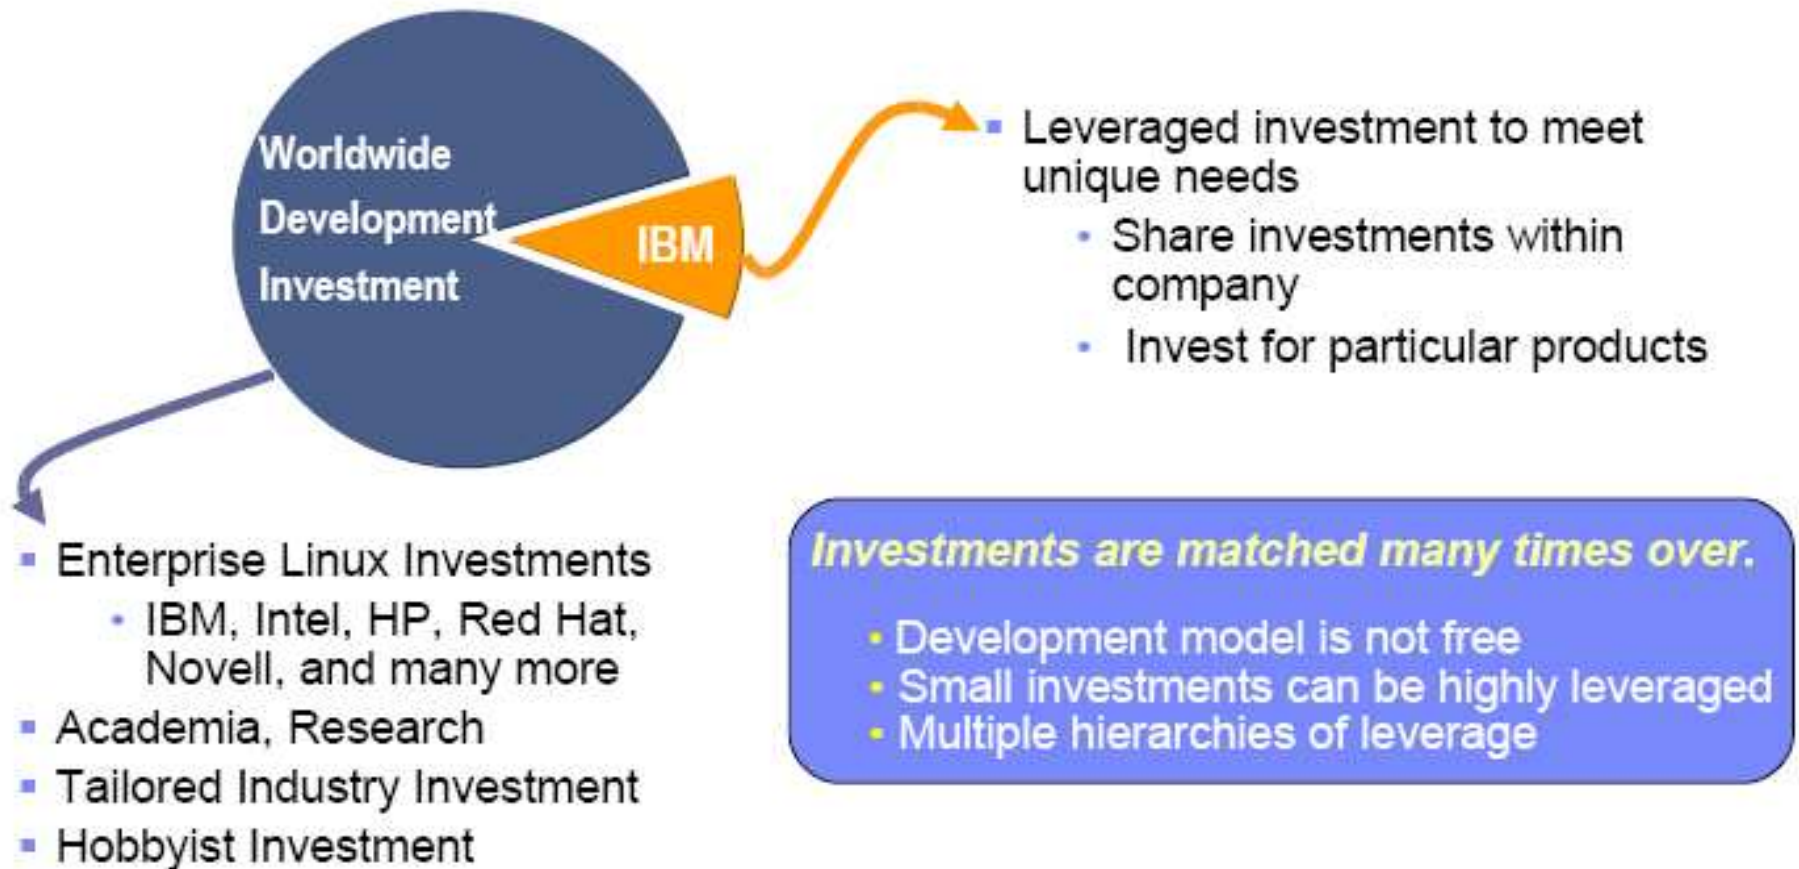 Worldwide
Development
Investment
IBM
Leveraged investment to meet
unique needs
Share investments within
company
Invest for particular products
Enterprise Linux Investments
IBM, Intel, HP, Red Hat,
Novell, and many more
Academia, Research
Tailored Industry Investment
Hobbyist Investment
Investments are matched many times over.
Development model is not free
Small investments can be highly leveraged
Multiple hierarchies of leverage